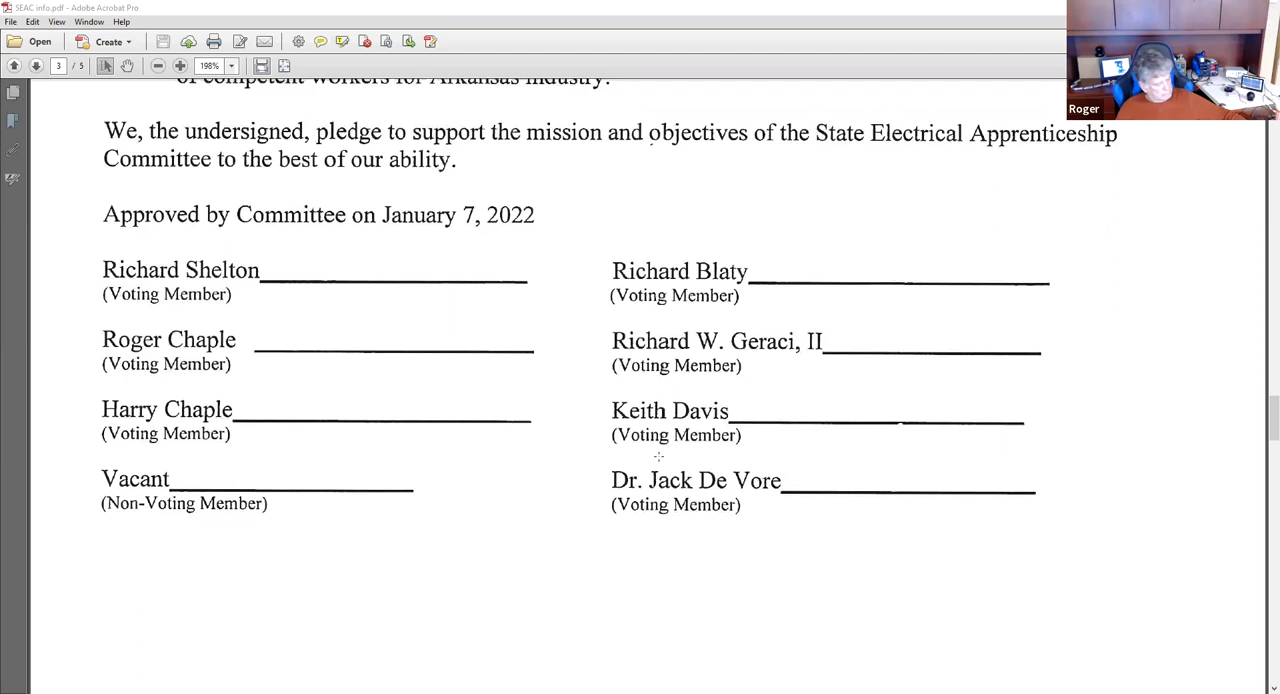 SEAC info.pdf - Adobe Acrobat Pro
File Edit View Window Help
Open Create
3 / 5 198%
of competent workers for Arkansas industry.
We, the undersigned, pledge to support the mission and objectives of the State Electrical Apprenticeship
Committee to the best of our ability.
Approved by Committee on January 7, 2022
Richard Shelton
(Voting Member)
Richard Blaty
(Voting Member)
Roger Chaple
(Voting Member)
Richard W. Geraci, II
(Voting Member)
Harry Chaple
(Voting Member)
Keith Davis
(Voting Member)
Vacant
(Non-Voting Member)
Dr. Jack De Vore
(Voting Member)
Roger